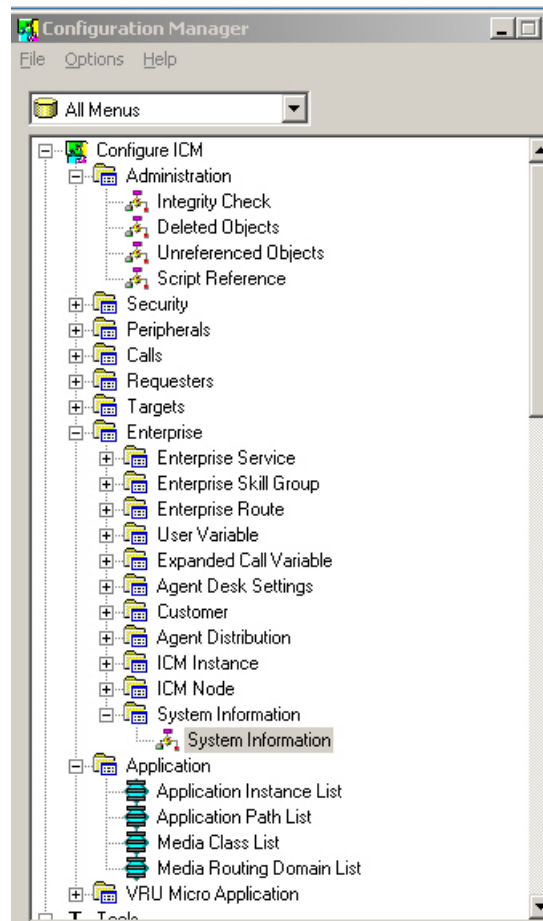 Configuration Manager
File Options Help
All Menus
Configure ICM
Administration
Integrity Check
Deleted Objects
Unreferenced Objects
Script Reference
Security
Peripherals
Calls
Requesters
Targets
Enterprise
Enterprise Service
Enterprise Skill Group
Enterprise Route
User Variable
Expanded Call Variable
Agent Desk Settings
Customer
Agent Distribution
ICM Instance
ICM Node
System Information
System Information
Application
Application Instance List
Application Path List
Media Class List
Media Routing Domain List
VRU Micro Application
Tools